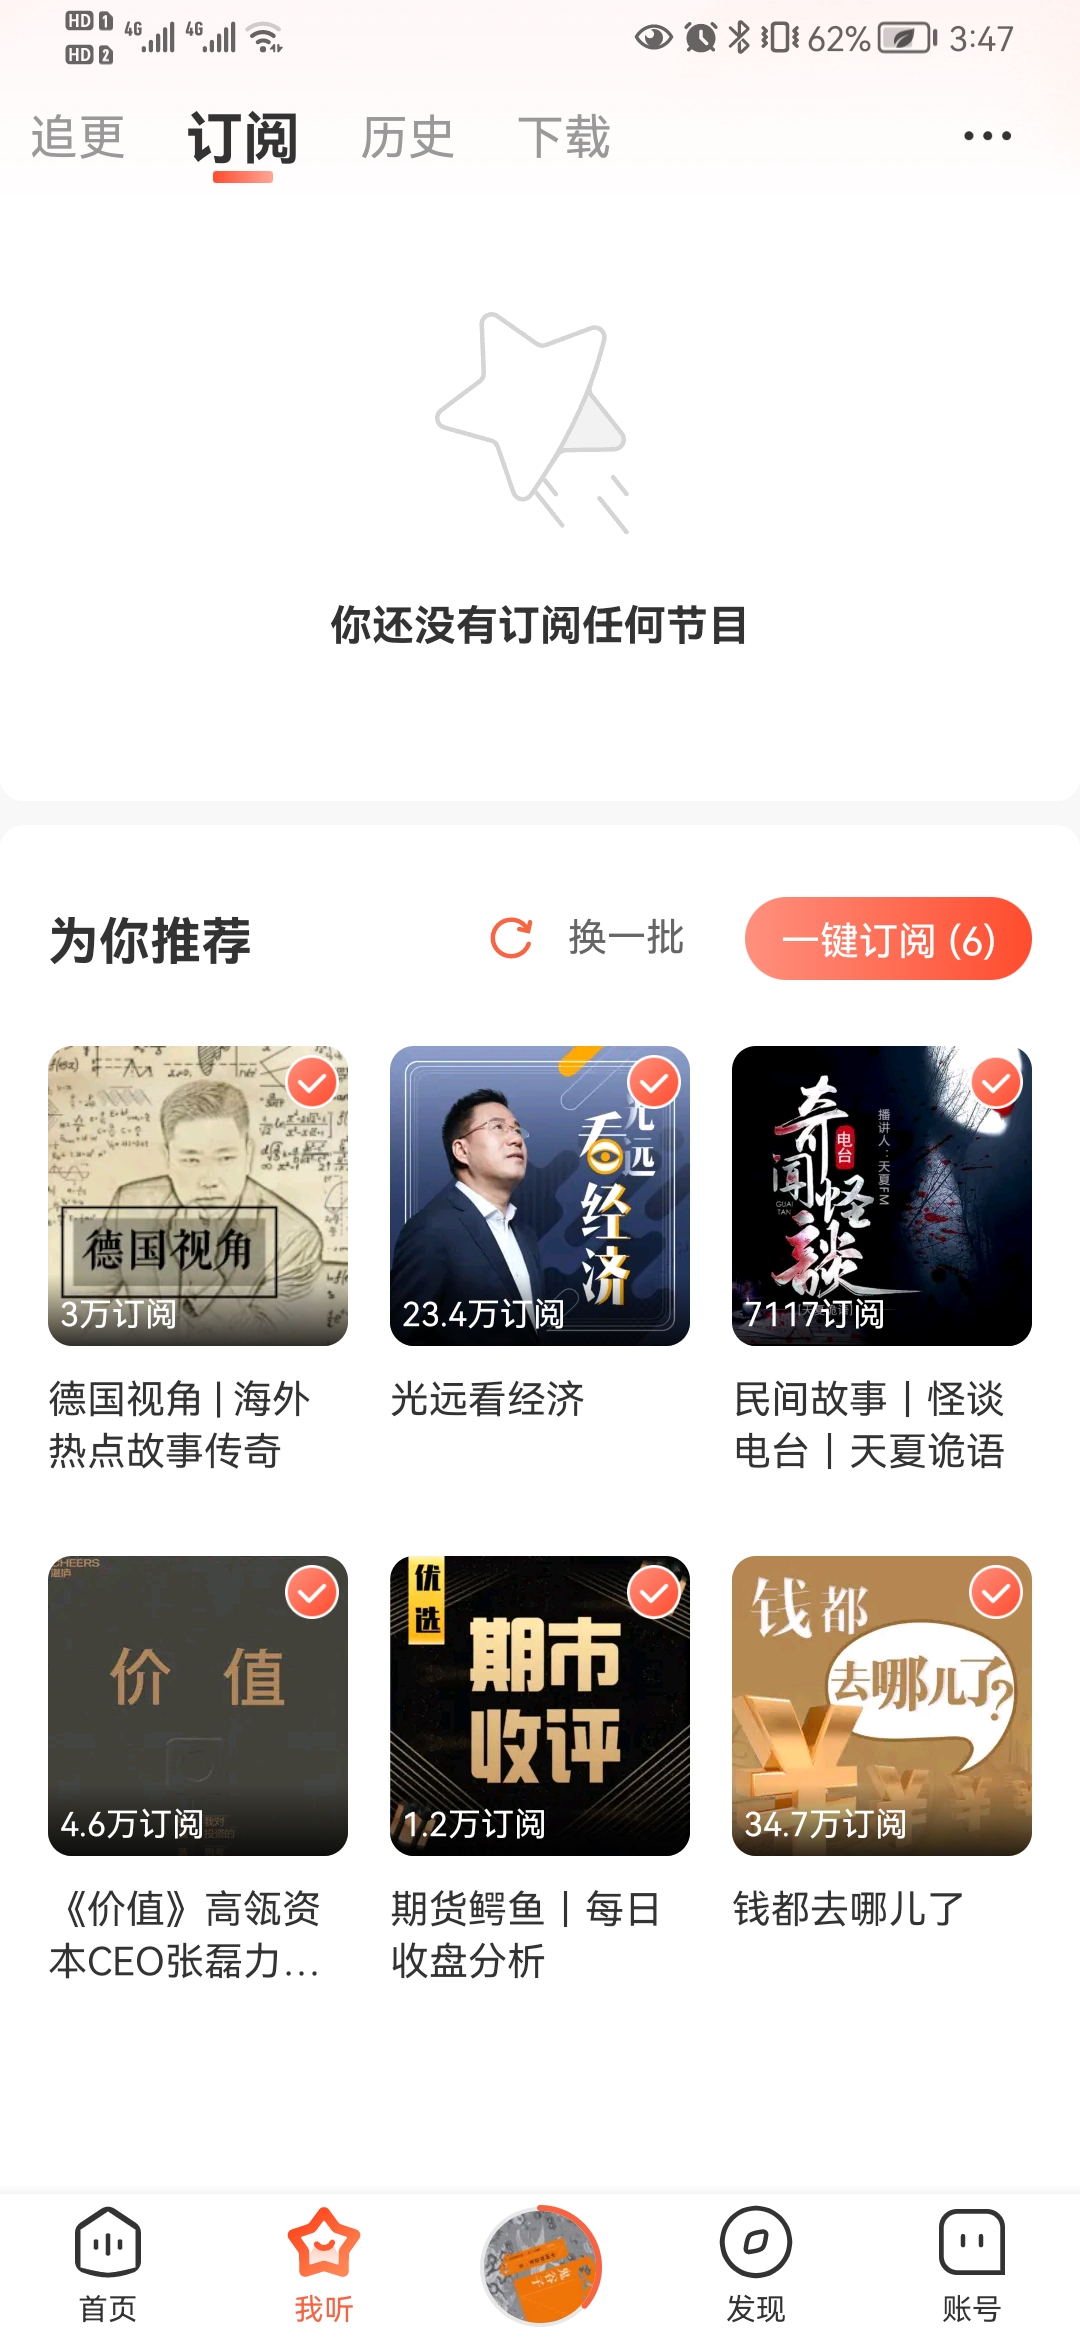 HD 1 4G 4G
HD 2
62% 3:47
追更 订阅 历史 下载
你还没有订阅任何节目
为你推荐 换一批 一键订阅 (6)
德国视角
3万订阅
光远
看经济
23.4万订阅
奇闻怪谈
电台
播讲人：天夏FM
GUAI
TAN
7117订阅
德国视角 | 海外
热点故事传奇
光远看经济
民间故事｜怪谈
电台｜天夏诡语
CHEERS
湛庐
价 值
4.6万订阅
优选
期市
收评
1.2万订阅
钱都
去哪儿了?
34.7万订阅
《价值》高瓴资
本CEO张磊力...
期货鳄鱼｜每日
收盘分析
钱都去哪儿了
首页 我听 发现 账号